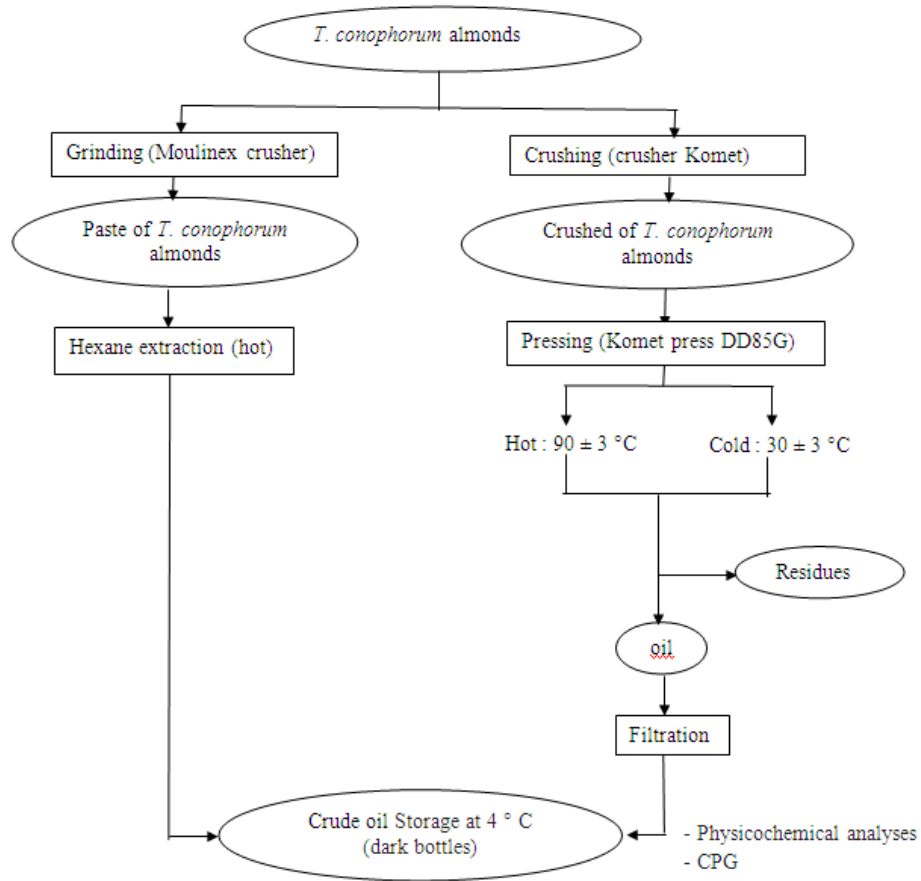 T. conophorum almonds
Grinding (Moulinex crusher)
Crushing (crusher Komet)
Paste of T. conophorum
almonds
Crushed of T. conophorum
almonds
Hexane extraction (hot)
Pressing (Komet press DD85G)
Hot : 90 ± 3 °C
Cold : 30 ± 3 °C
Residues
oil
Filtration
Crude oil Storage at 4 ° C
(dark bottles)
- Physicochemical analyses
- CPG